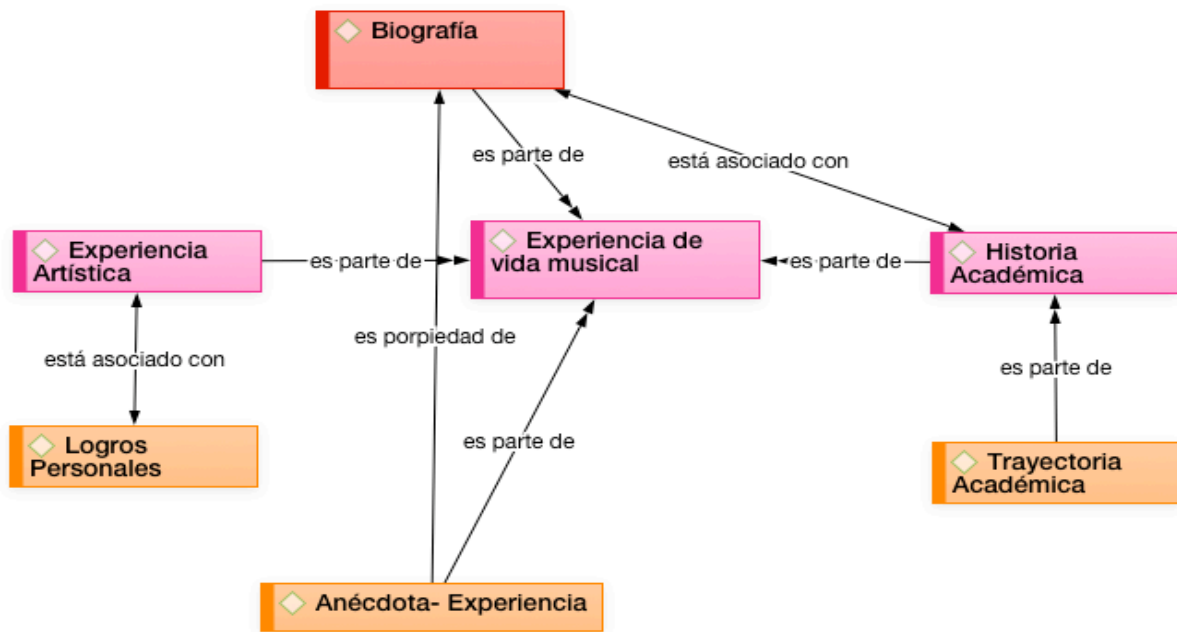 Biografía
es parte de
está asociado con
Experiencia
Artística
es parte de
Experiencia de
vida musical
es parte de
Historia
Académica
es porpiedad de
está asociado con
es parte de
es parte de
Logros
Personales
Trayectoria
Académica
Anécdota- Experiencia